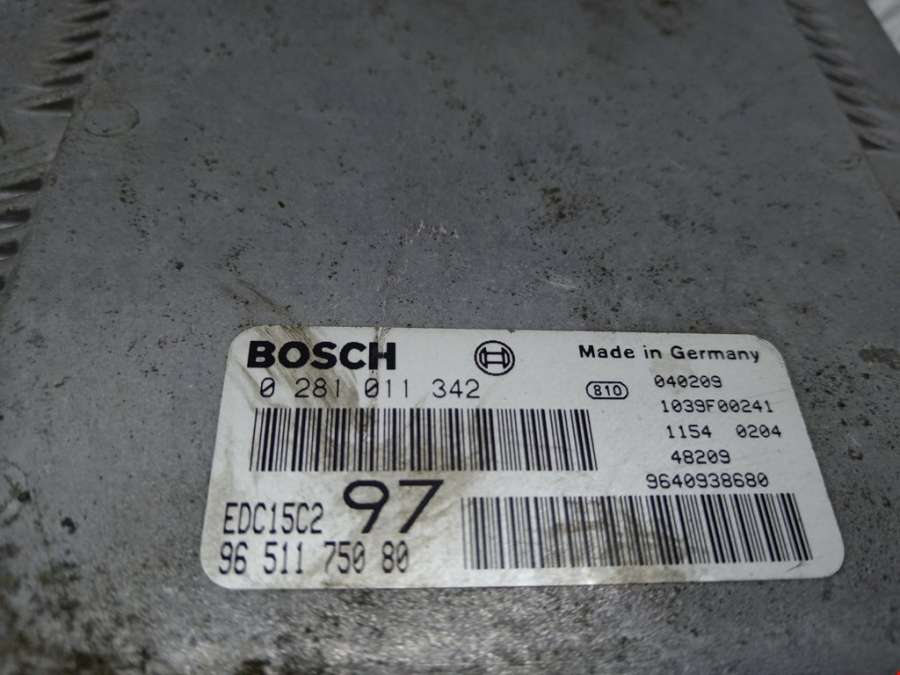 BOSCH
Made in Germany
0 281 011 342
810
040209
1039F00241
1154 0204
48209
9640938680
EDC15C2 97
96 511 750 80